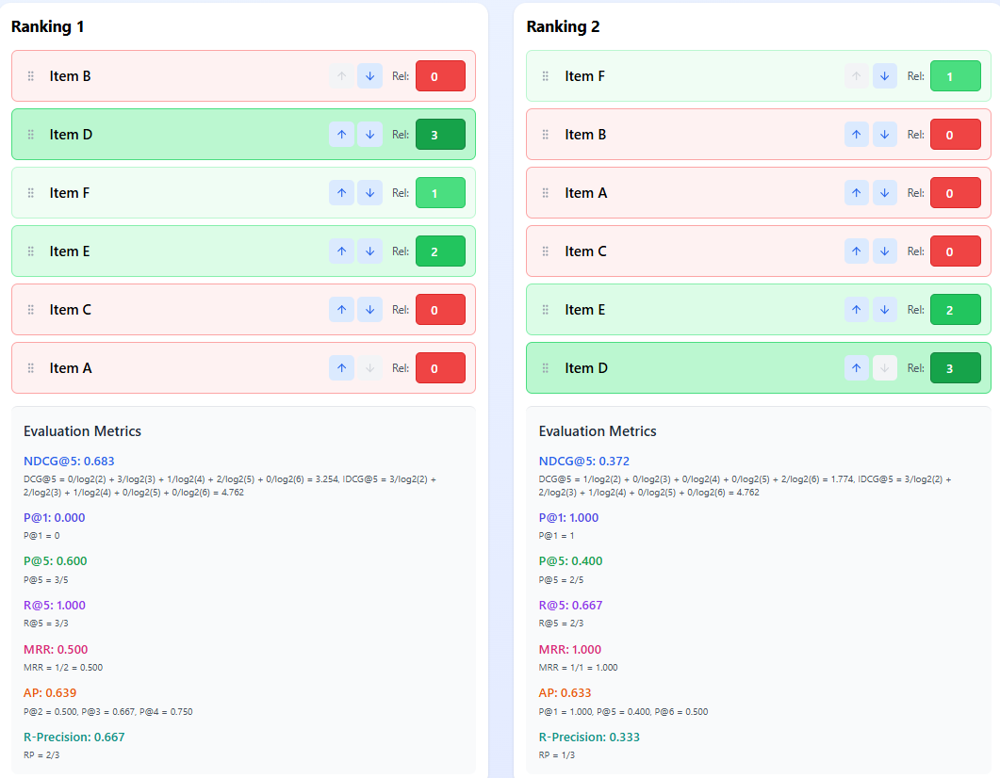 Ranking 1
Item B ↑ ↓ Rel: 0
Item D ↑ ↓ Rel: 3
Item F ↑ ↓ Rel: 1
Item E ↑ ↓ Rel: 2
Item C ↑ ↓ Rel: 0
Item A ↑ ↓ Rel: 0
Evaluation Metrics
NDCG@5: 0.683
DCG@5 = 0/log2(2) + 3/log2(3) + 1/log2(4) + 2/log2(5) + 0/log2(6) = 3.254, IDCG@5 = 3/log2(2) +
2/log2(3) + 1/log2(4) + 0/log2(5) + 0/log2(6) = 4.762
P@1: 0.000
P@1 = 0
P@5: 0.600
P@5 = 3/5
R@5: 1.000
R@5 = 3/3
MRR: 0.500
MRR = 1/2 = 0.500
AP: 0.639
P@2 = 0.500, P@3 = 0.667, P@4 = 0.750
R-Precision: 0.667
RP = 2/3
Ranking 2
Item F ↑ ↓ Rel: 1
Item B ↑ ↓ Rel: 0
Item A ↑ ↓ Rel: 0
Item C ↑ ↓ Rel: 0
Item E ↑ ↓ Rel: 2
Item D ↑ ↓ Rel: 3
Evaluation Metrics
NDCG@5: 0.372
DCG@5 = 1/log2(2) + 0/log2(3) + 0/log2(4) + 0/log2(5) + 2/log2(6) = 1.774, IDCG@5 = 3/log2(2) +
2/log2(3) + 1/log2(4) + 0/log2(5) + 0/log2(6) = 4.762
P@1: 1.000
P@1 = 1
P@5: 0.400
P@5 = 2/5
R@5: 0.667
R@5 = 2/3
MRR: 1.000
MRR = 1/1 = 1.000
AP: 0.633
P@1 = 1.000, P@5 = 0.400, P@6 = 0.500
R-Precision: 0.333
RP = 1/3